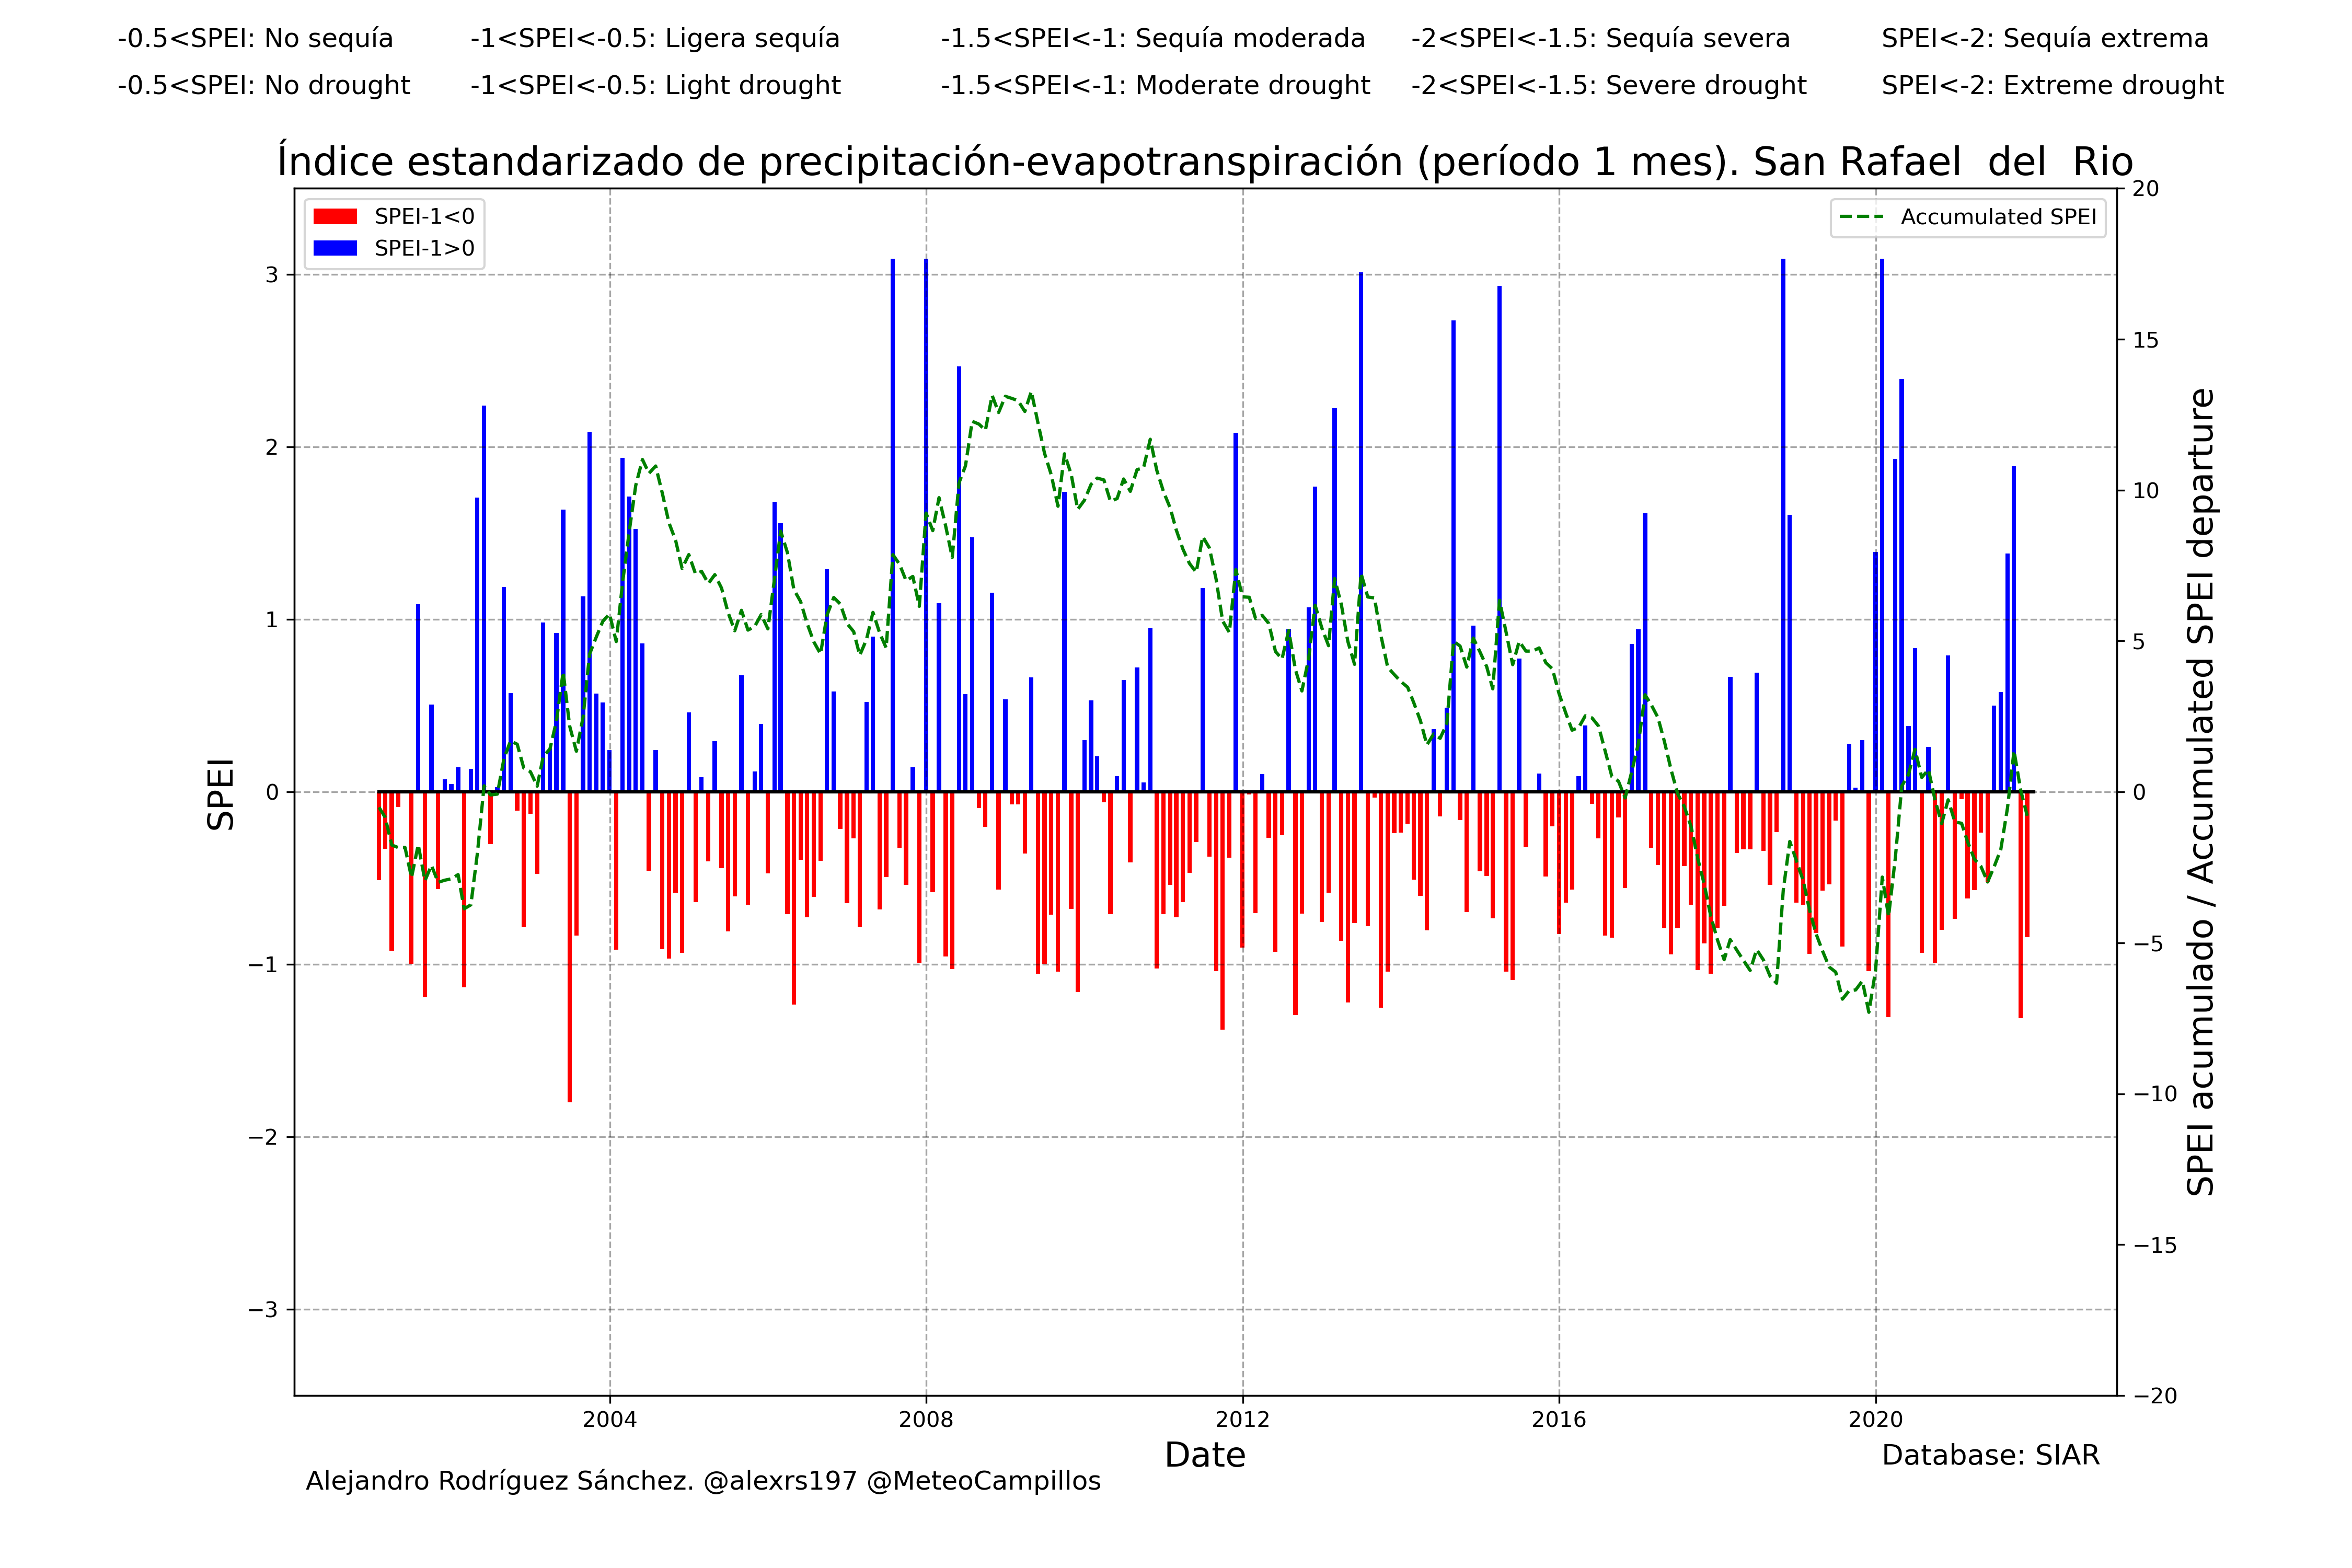 -0.5<SPEI: No sequía -1<SPEI<-0.5: Ligera sequía -1.5<SPEI<-1: Sequía moderada -2<SPEI<-1.5: Sequía severa SPEI<-2: Sequía extrema
-0.5<SPEI: No drought -1<SPEI<-0.5: Light drought -1.5<SPEI<-1: Moderate drought -2<SPEI<-1.5: Severe drought SPEI<-2: Extreme drought
Índice estandarizado de precipitación-evapotranspiración (período 1 mes). San Rafael  del  Rio
SPEI-1<0
SPEI-1>0
Accumulated SPEI
SPEI
3
2
1
0
−1
−2
−3
20
15
10
5
0
−5
−10
−15
−20
SPEI acumulado / Accumulated SPEI departure
2004 2008 2012 2016 2020
Date
Database: SIAR
Alejandro Rodríguez Sánchez. @alexrs197 @MeteoCampillos